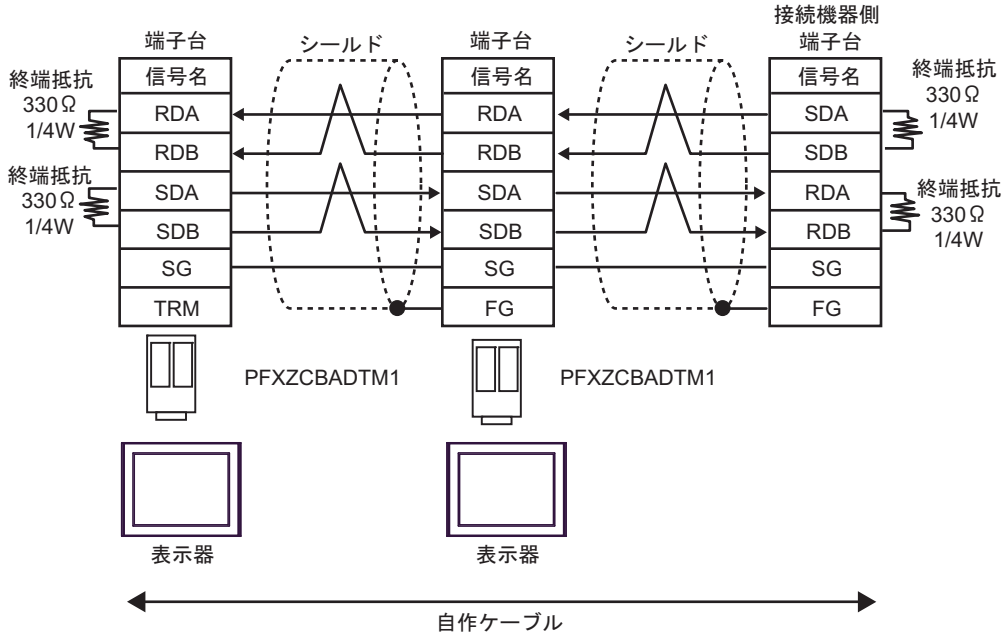 接続機器側
端子台
シールド
端子台
シールド
端子台
終端抵抗
330Ω
1/4W
終端抵抗
330Ω
1/4W
信号名
RDA
RDB
SDA
SDB
SG
TRM
信号名
RDA
RDB
SDA
SDB
SG
FG
信号名
SDA
SDB
RDA
RDB
SG
FG
終端抵抗
330Ω
1/4W
終端抵抗
330Ω
1/4W
PFXZCBADTM1
PFXZCBADTM1
表示器
表示器
自作ケーブル